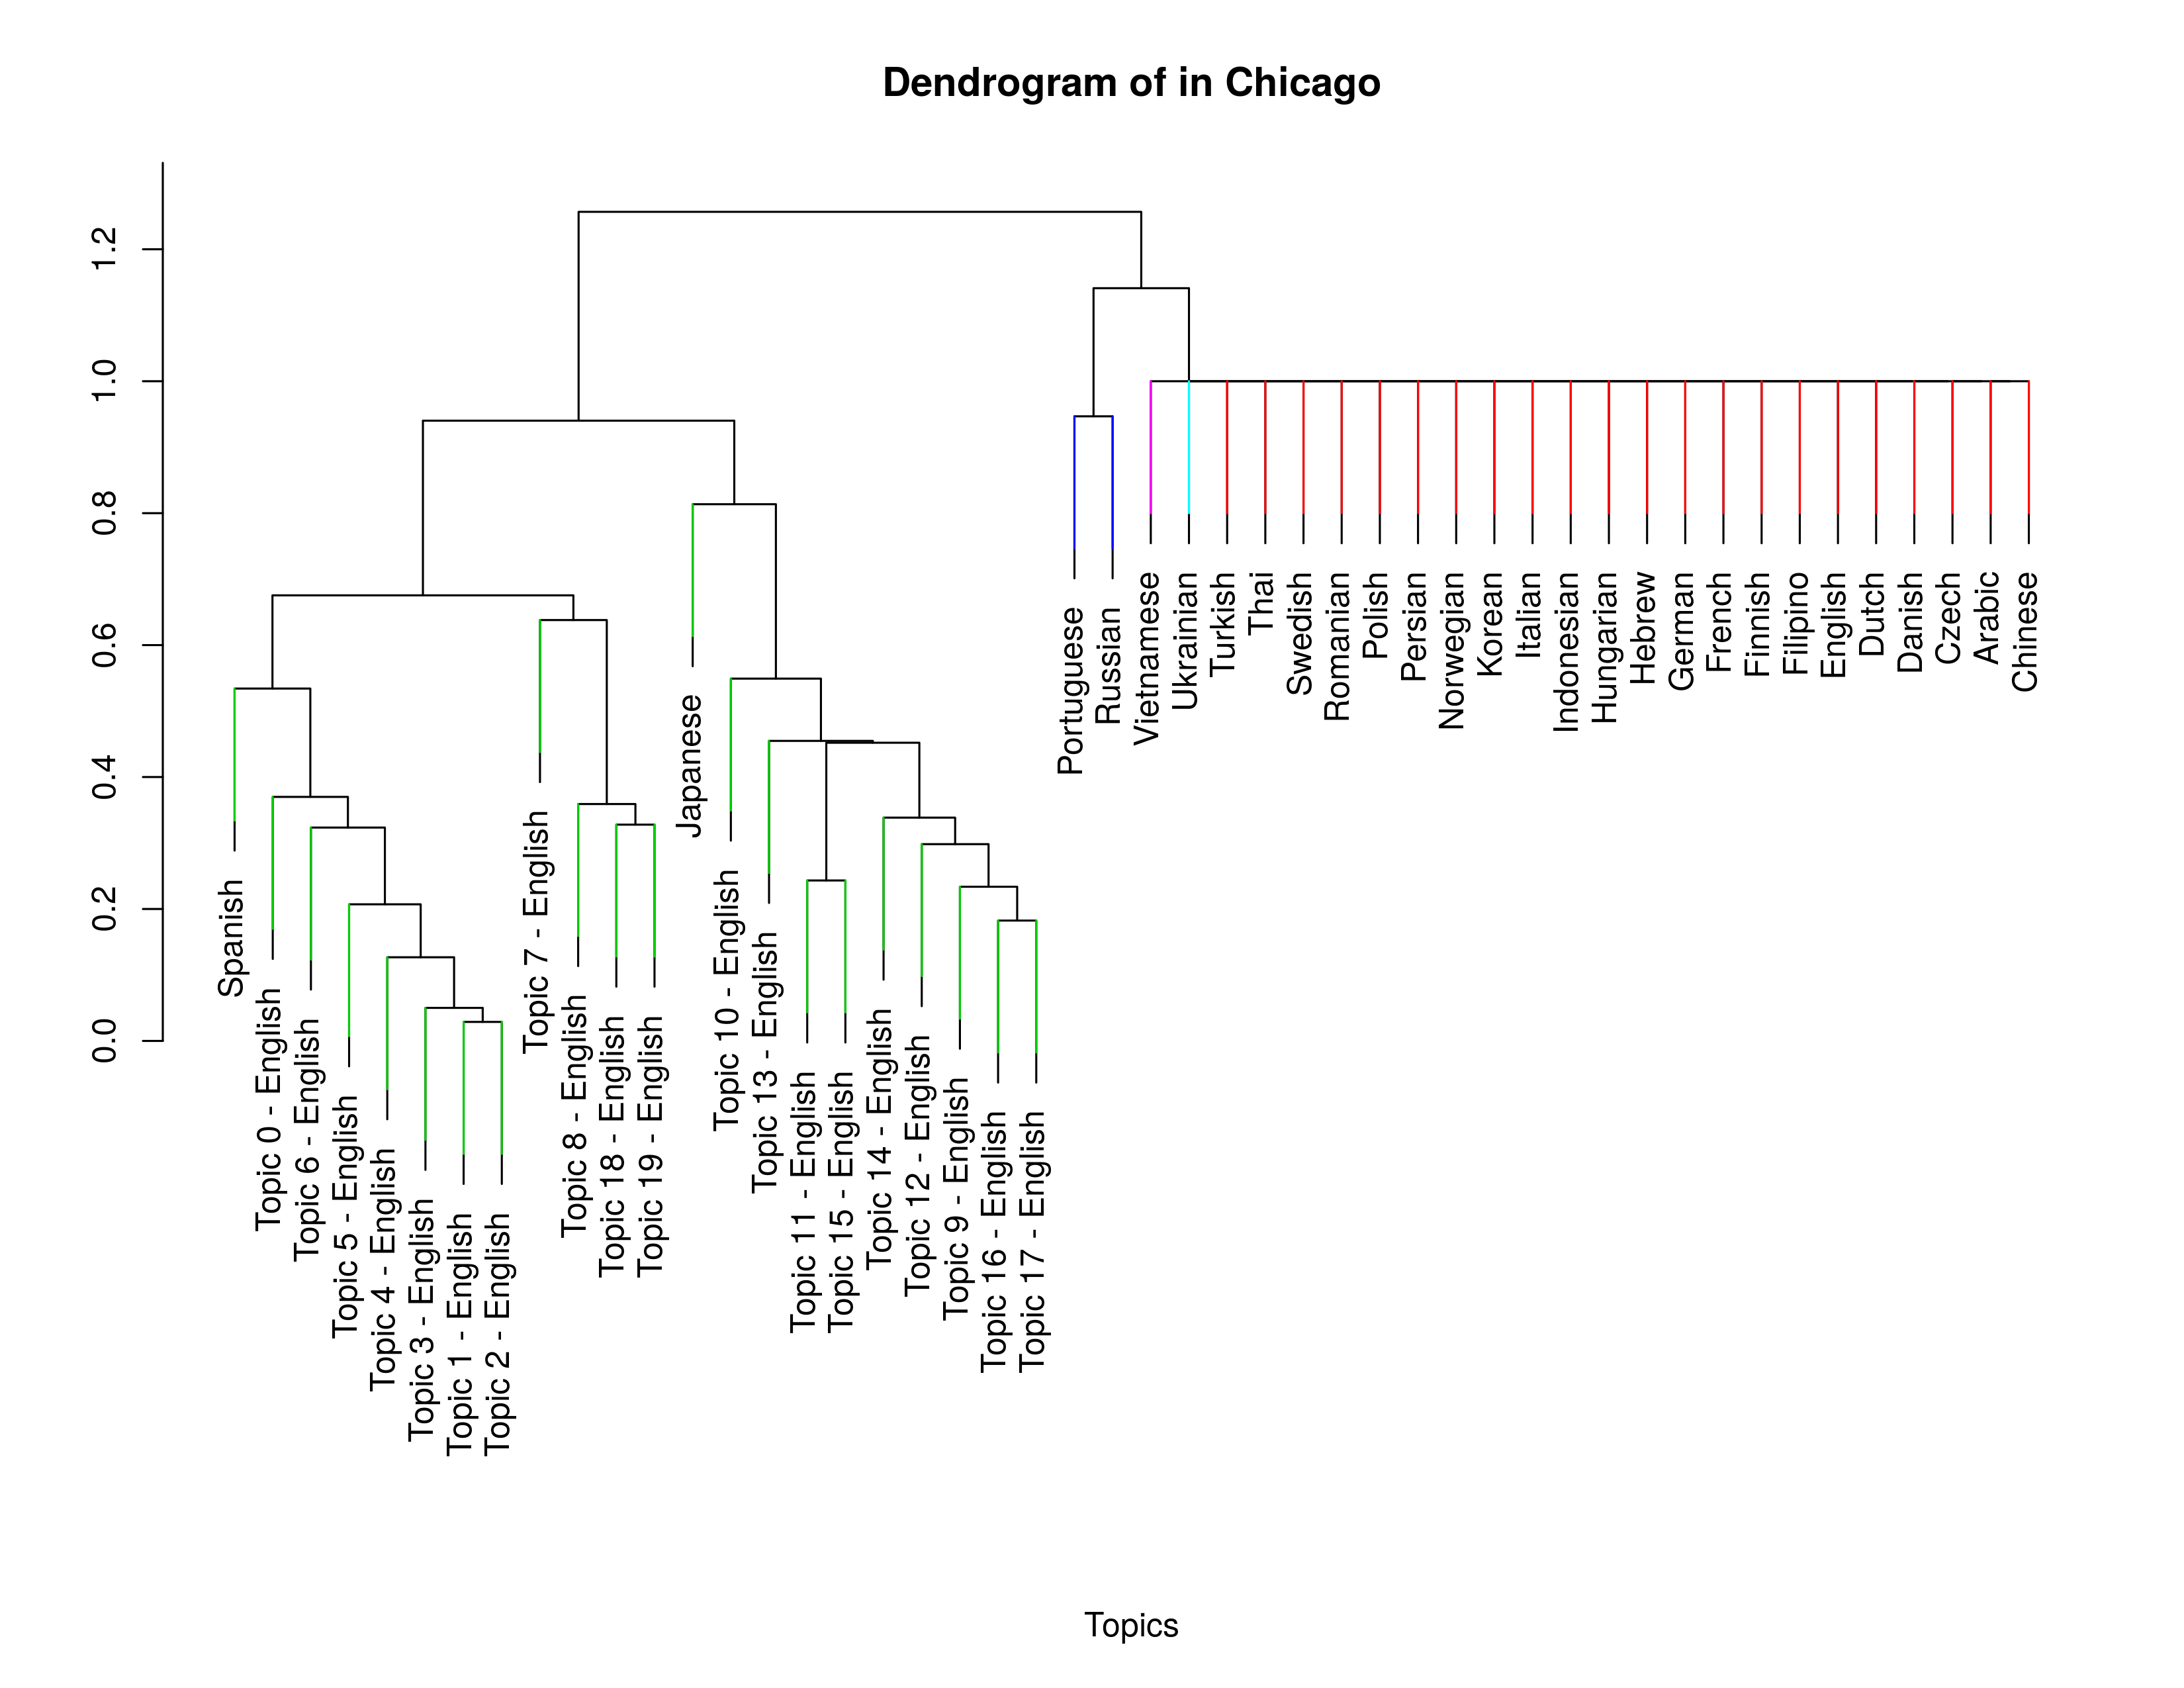 Dendrogram of in Chicago
1.2
1.0
0.8
0.6
0.4
0.2
0.0
Spanish
Topic 0 - English
Topic 6 - English
Topic 5 - English
Topic 4 - English
Topic 3 - English
Topic 1 - English
Topic 2 - English
Topic 7 - English
Topic 8 - English
Topic 18 - English
Topic 19 - English
Japanese
Topic 10 - English
Topic 13 - English
Topic 11 - English
Topic 15 - English
Topic 14 - English
Topic 12 - English
Topic 9 - English
Topic 16 - English
Topic 17 - English
Portuguese
Russian
Vietnamese
Ukrainian
Turkish
Thai
Swedish
Romanian
Polish
Persian
Norwegian
Korean
Italian
Indonesian
Hungarian
Hebrew
German
French
Finnish
Filipino
English
Dutch
Danish
Czech
Arabic
Chinese
Topics